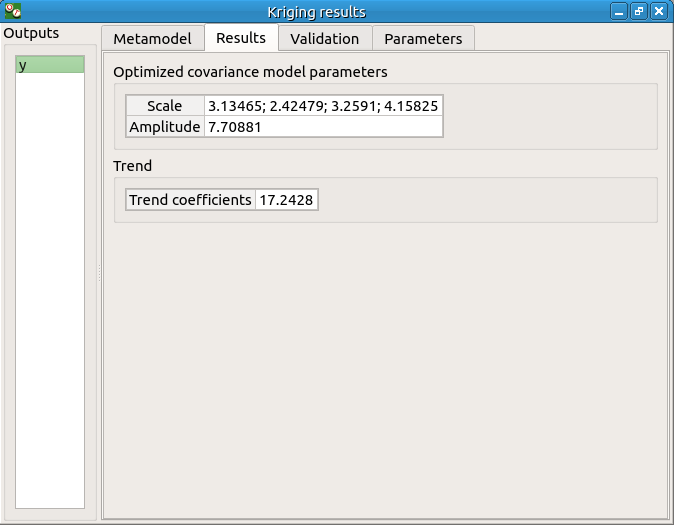 Kriging results
Outputs
y
Metamodel Results Validation Parameters
Optimized covariance model parameters
Scale 3.13465; 2.42479; 3.2591; 4.15825
Amplitude 7.70881
Trend
Trend coefficients 17.2428